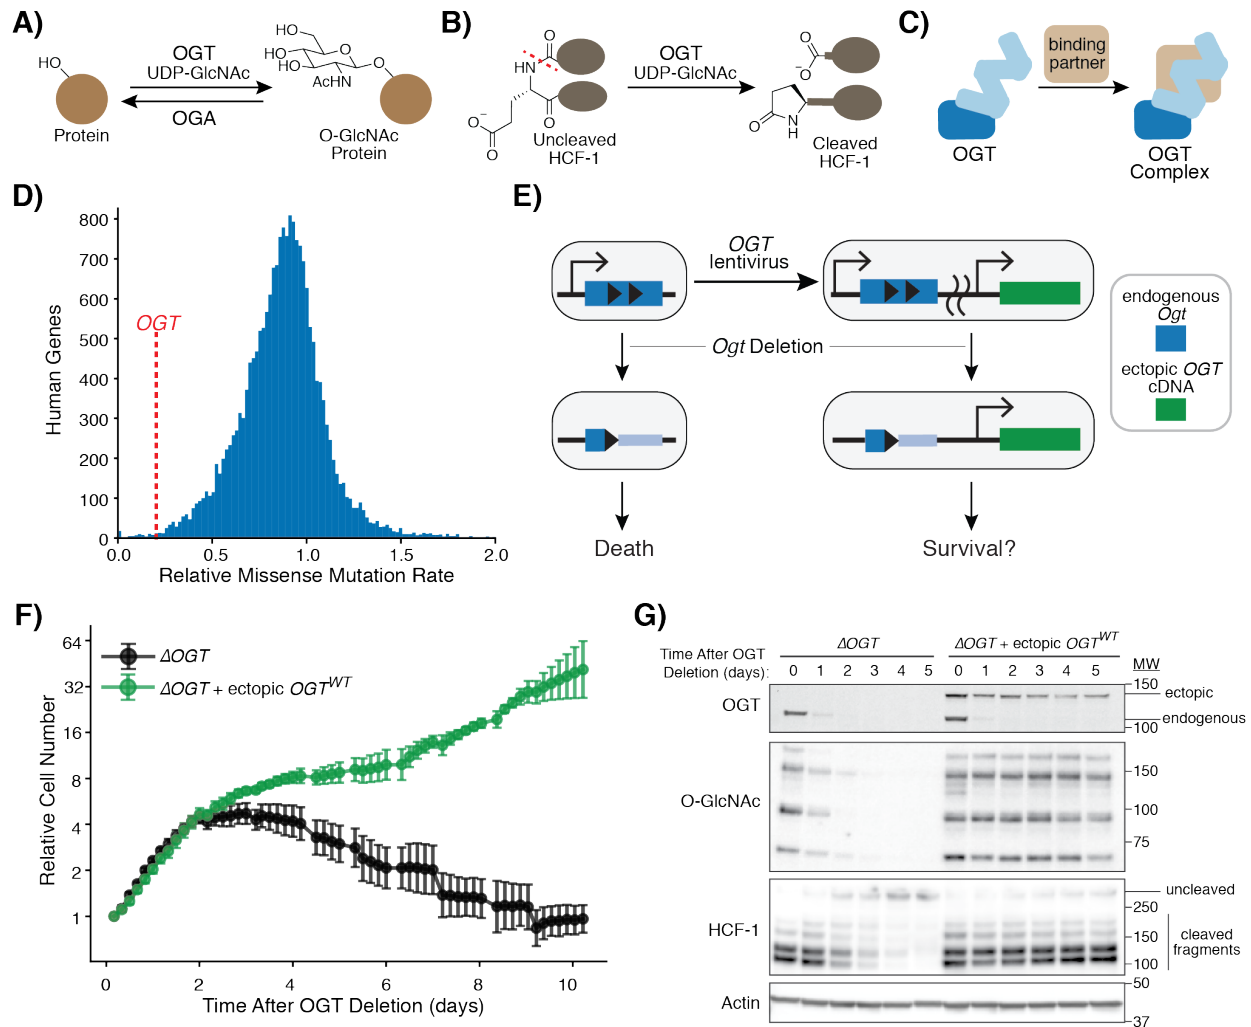 A)
HO
Protein
OGT
UDP-GlcNAc
OGA
HO
HO
HO
O
AcHN
O
O-GlcNAc
Protein
B)
O
HN
O
O⁻
O
Uncleaved
HCF-1
OGT
UDP-GlcNAc
O
O⁻
O
N
H
Cleaved
HCF-1
C)
OGT
binding
partner
OGT
Complex
D)
Human Genes
800
700
600
500
400
300
200
100
0
OGT
0.0 0.5 1.0 1.5 2.0
Relative Missense Mutation Rate
E)
OGT
lentivirus
Ogt Deletion
Death
Survival?
endogenous
Ogt
ectopic OGT
cDNA
F)
Relative Cell Number
64
32
16
8
4
2
1
ΔOGT
ΔOGT + ectopic OGT^WT
0 2 4 6 8 10
Time After OGT Deletion (days)
G)
ΔOGT
ΔOGT + ectopic OGT^WT
Time After OGT
Deletion (days):
0 1 2 3 4 5
0 1 2 3 4 5
MW
OGT
150
ectopic
endogenous
100
O-GlcNAc
150
100
75
HCF-1
uncleaved
250
150
cleaved
fragments
100
Actin
50
37